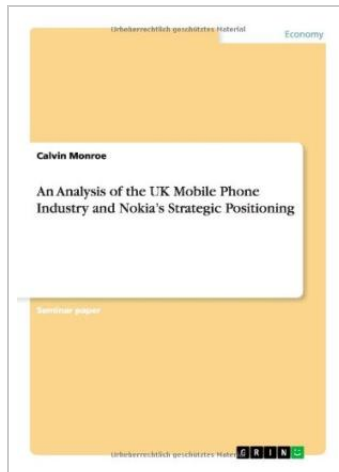 Urheberrechtlich geschütztes Material
Economy
Calvin Monroe
An Analysis of the UK Mobile Phone
Industry and Nokia's Strategic Positioning
Seminar paper
Urheberrechtlich geschütztes Material
GRIN